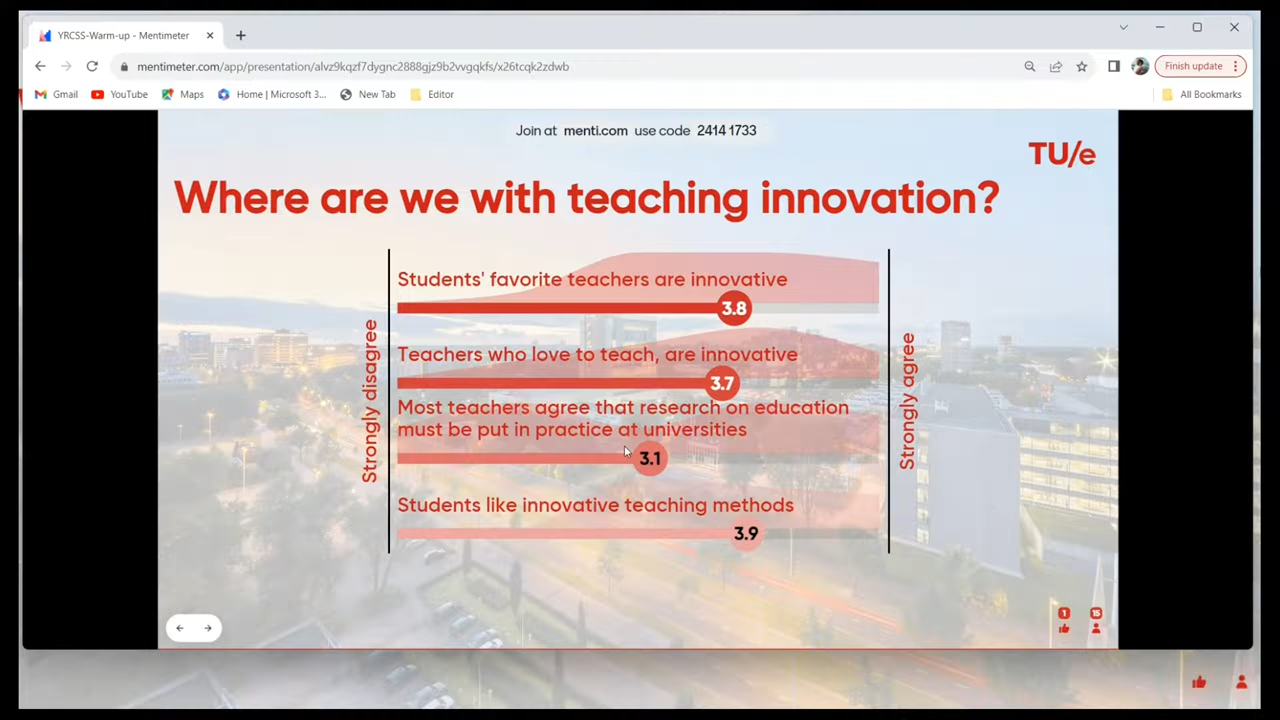 YRCSS-Warm-up - Mentimeter
mentimeter.com/app/presentation/alvz9kqzf7dygnc2888gjz9b2vvgqkfs/x26tcqk2zdwb
Finish update
Gmail YouTube Maps Home | Microsoft 3... New Tab Editor All Bookmarks
Join at menti.com use code 2414 1733
TU/e
Where are we with teaching innovation?
Strongly disagree
Students' favorite teachers are innovative
3.8
Teachers who love to teach, are innovative
3.7
Most teachers agree that research on education
must be put in practice at universities
3.1
Students like innovative teaching methods
3.9
Strongly agree
1 15